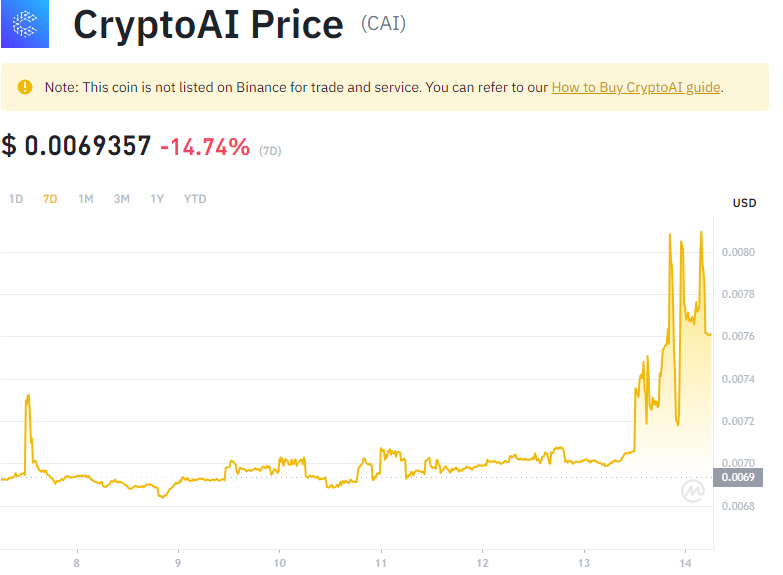 CryptoAI Price (CAI)
Note: This coin is not listed on Binance for trade and service. You can refer to our How to Buy CryptoAI guide.
$ 0.0069357 -14.74% (7D)
1D 7D 1M 3M 1Y YTD
USD
0.0080
0.0078
0.0076
0.0074
0.0072
0.0070
0.0069
0.0068
8 9 10 11 12 13 14